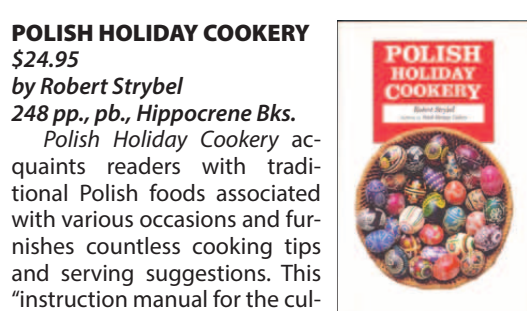 POLISH HOLIDAY COOKERY
$24.95
by Robert Strybel
248 pp., pb., Hippocrene Bks.
Polish Holiday Cookery ac-
quaints readers with tradi-
tional Polish foods associated
with various occasions and fur-
nishes countless cooking tips
and serving suggestions. This
“instruction manual for the cul-
POLISH
HOLIDAY
COOKERY
Robert Strybel